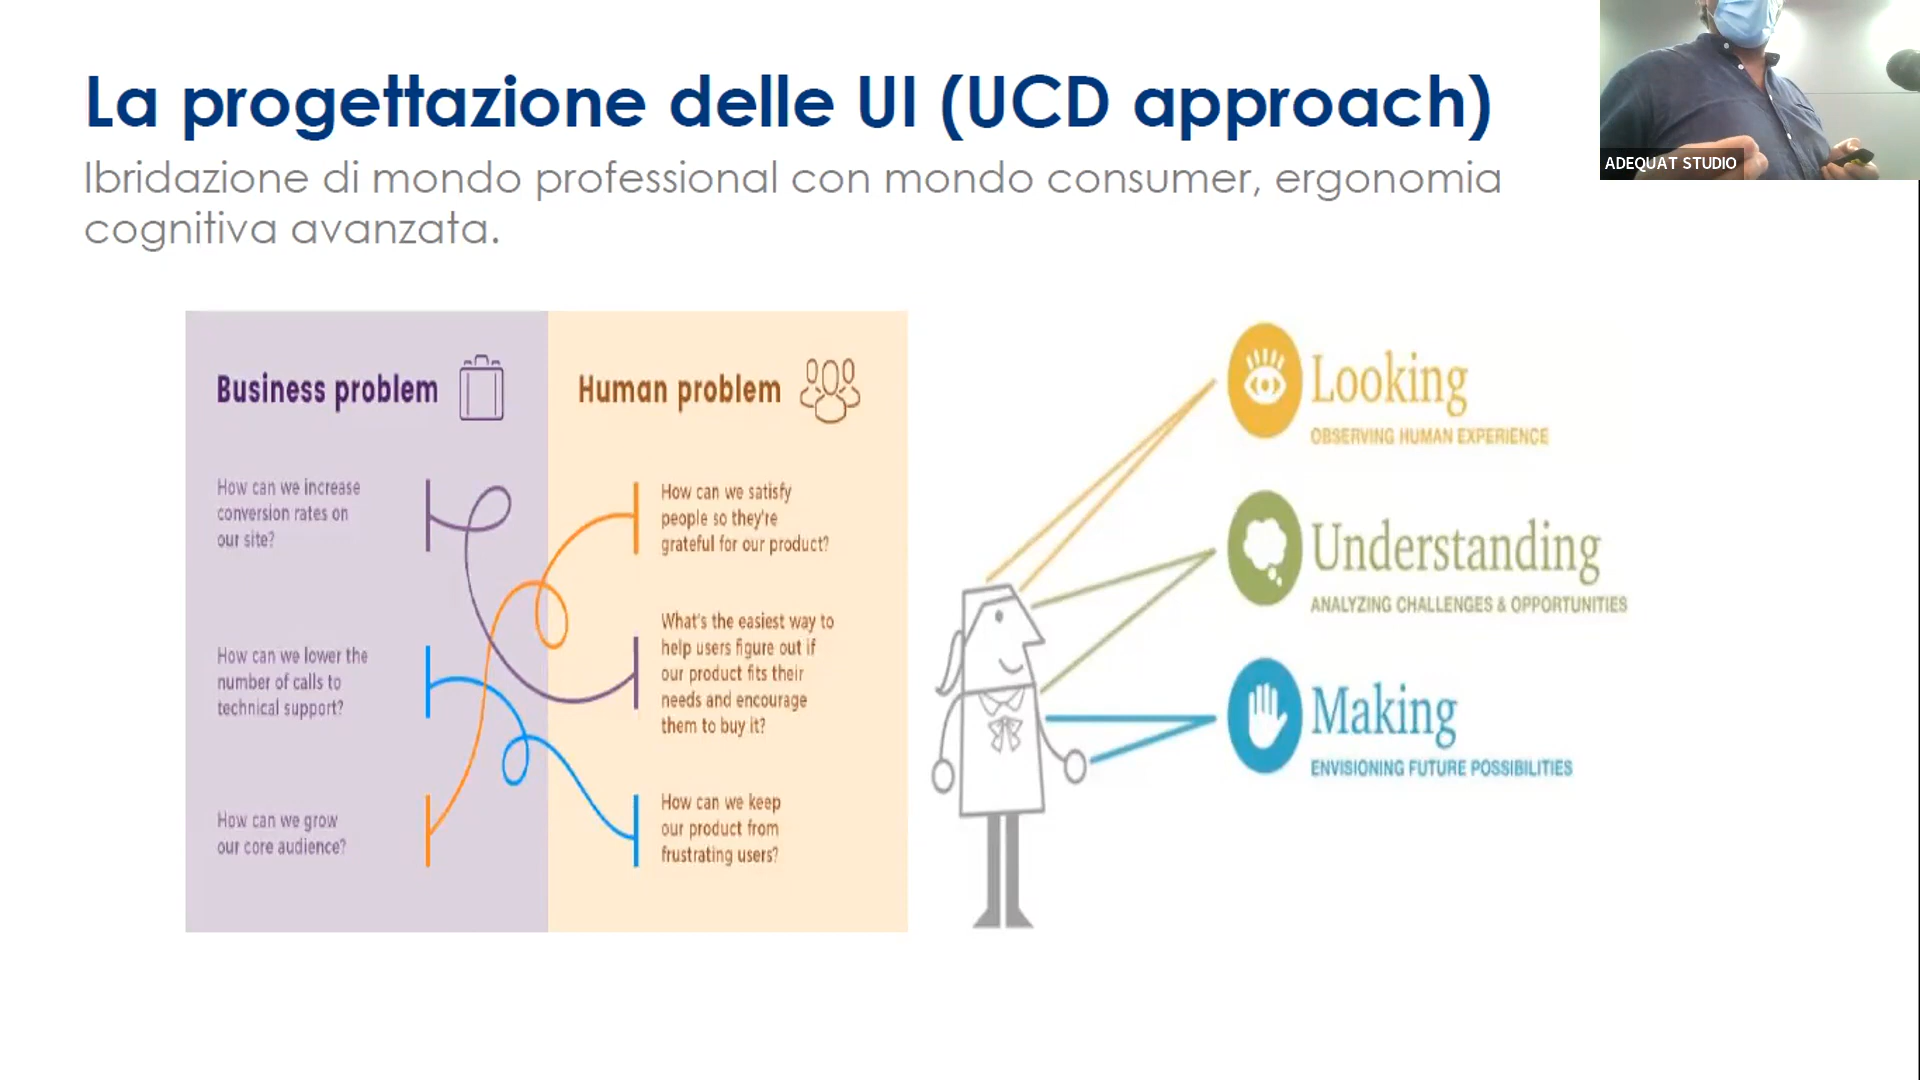 La progettazione delle UI (UCD approach)
Ibridazione di mondo professional con mondo consumer, ergonomia
cognitiva avanzata.
ADEQUAT STUDIO
Business problem
How can we increase
conversion rates on
our site?
How can we lower the
number of calls to
technical support?
How can we grow
our core audience?
Human problem
How can we satisfy
people so they're
grateful for our product?
What's the easiest way to
help users figure out if
our product fits their
needs and encourage
them to buy it?
How can we keep
our product from
frustrating users?
Looking
OBSERVING HUMAN EXPERIENCE
Understanding
ANALYZING CHALLENGES & OPPORTUNITIES
Making
ENVISIONING FUTURE POSSIBILITIES